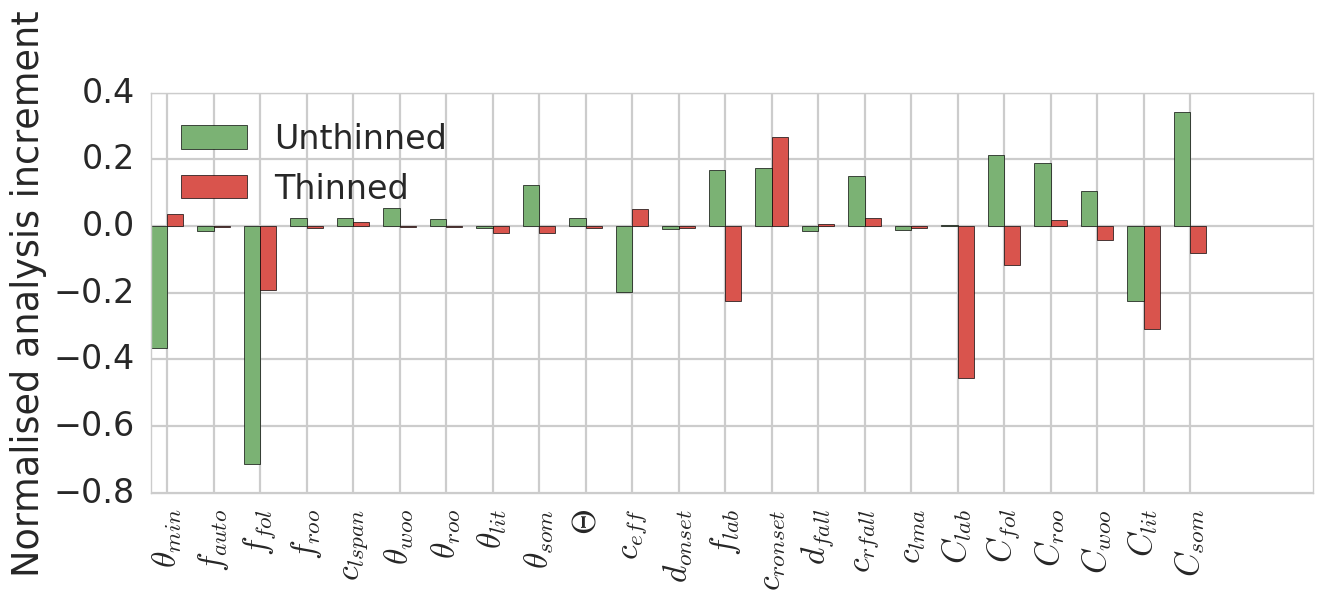 Normalised analysis increment
0.4
0.2
0.0
−0.2
−0.4
−0.6
−0.8
Unthinned
Thinned
θmin
fauto
ffol
froo
clspan
θwoo
θroo
θlit
θsom
Θ
ceff
donset
flab
cronset
dfall
crfall
clma
Clab
Cfol
Croo
Cwoo
Clit
Csom